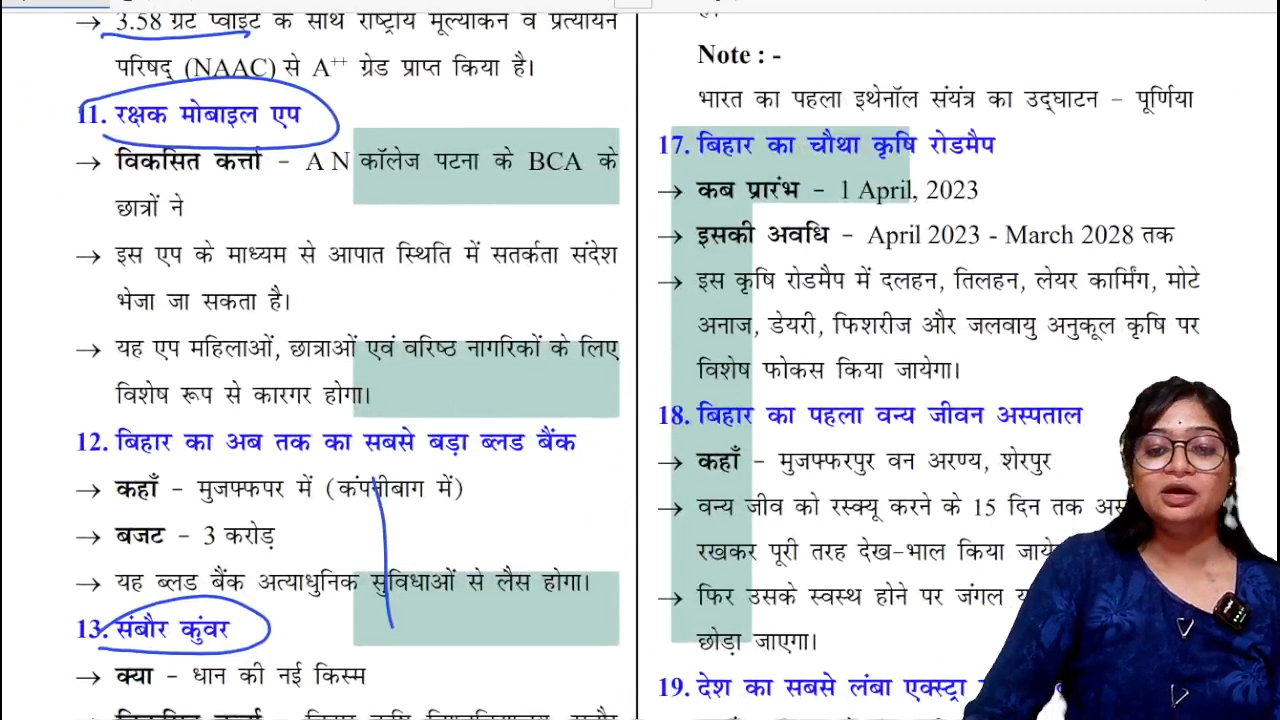 → 3.58 ग्रेट प्वाइंट के साथ राष्ट्रीय मूल्यांकन व प्रत्यायन
परिषद् (NAAC) से A++ ग्रेड प्राप्त किया है।
11. रक्षक मोबाइल एप
→ विकसित कर्त्ता - A N कॉलेज पटना के BCA के
छात्रों ने
→ इस एप के माध्यम से आपात स्थिति में सतर्कता संदेश
भेजा जा सकता है।
→ यह एप महिलाओं, छात्राओं एवं वरिष्ठ नागरिकों के लिए
विशेष रूप से कारगर होगा।
12. बिहार का अब तक का सबसे बड़ा ब्लड बैंक
→ कहाँ - मुजफ्फपर में (कंपनीबाग में)
→ बजट - 3 करोड़
→ यह ब्लड बैंक अत्याधुनिक सुविधाओं से लैस होगा।
13. संबौर कुंवर
→ क्या - धान की नई किस्म
Note : -
भारत का पहला इथेनॉल संयंत्र का उद्घाटन - पूर्णिया
17. बिहार का चौथा कृषि रोडमैप
→ कब प्रारंभ - 1 April, 2023
→ इसकी अवधि - April 2023 - March 2028 तक
→ इस कृषि रोडमैप में दलहन, तिलहन, लेयर कार्मिंग, मोटे
अनाज, डेयरी, फिशरीज और जलवायु अनुकूल कृषि पर
विशेष फोकस किया जायेगा।
18. बिहार का पहला वन्य जीवन अस्पताल
→ कहाँ - मुजफ्फरपुर वन अरण्य, शेरपुर
→ वन्य जीव को रस्क्यू करने के 15 दिन तक
रखकर पूरी तरह देख-भाल किया
→ फिर उसके स्वस्थ होने पर जंगल
छोड़ा जाएगा।
19. देश का सबसे लंबा एक्स्ट्रा